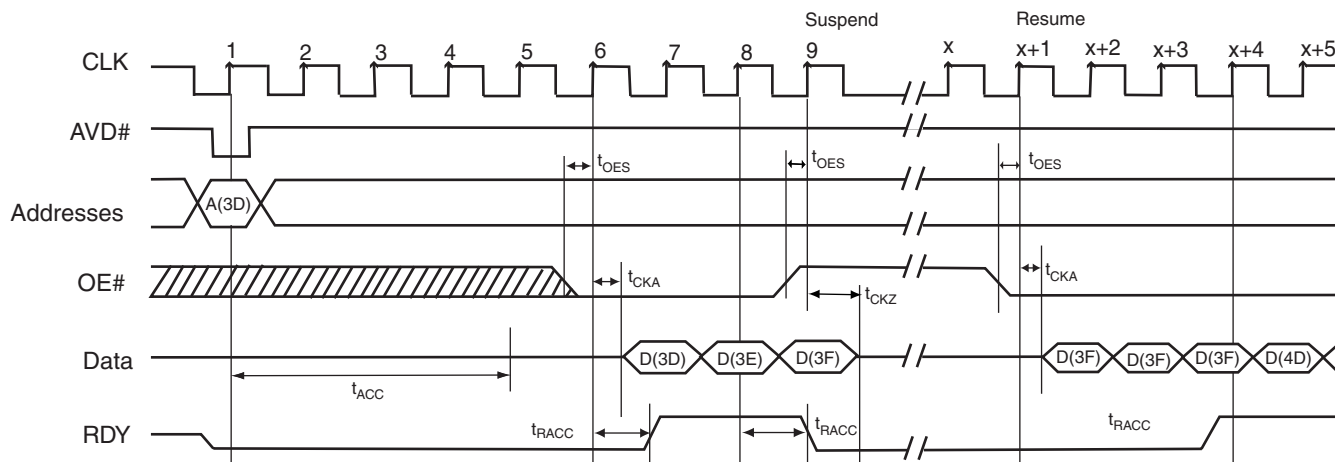 Suspend Resume
1 2 3 4 5 6 7 8 9 x x+1 x+2 x+3 x+4 x+5
CLK
AVD#
tOES tOES tOES
Addresses A(3D)
OE# tCKA tCKZ tCKA
Data D(3D) D(3E) D(3F) D(3F) D(3F) D(3F) D(4D)
tACC
RDY tRACC tRACC tRACC